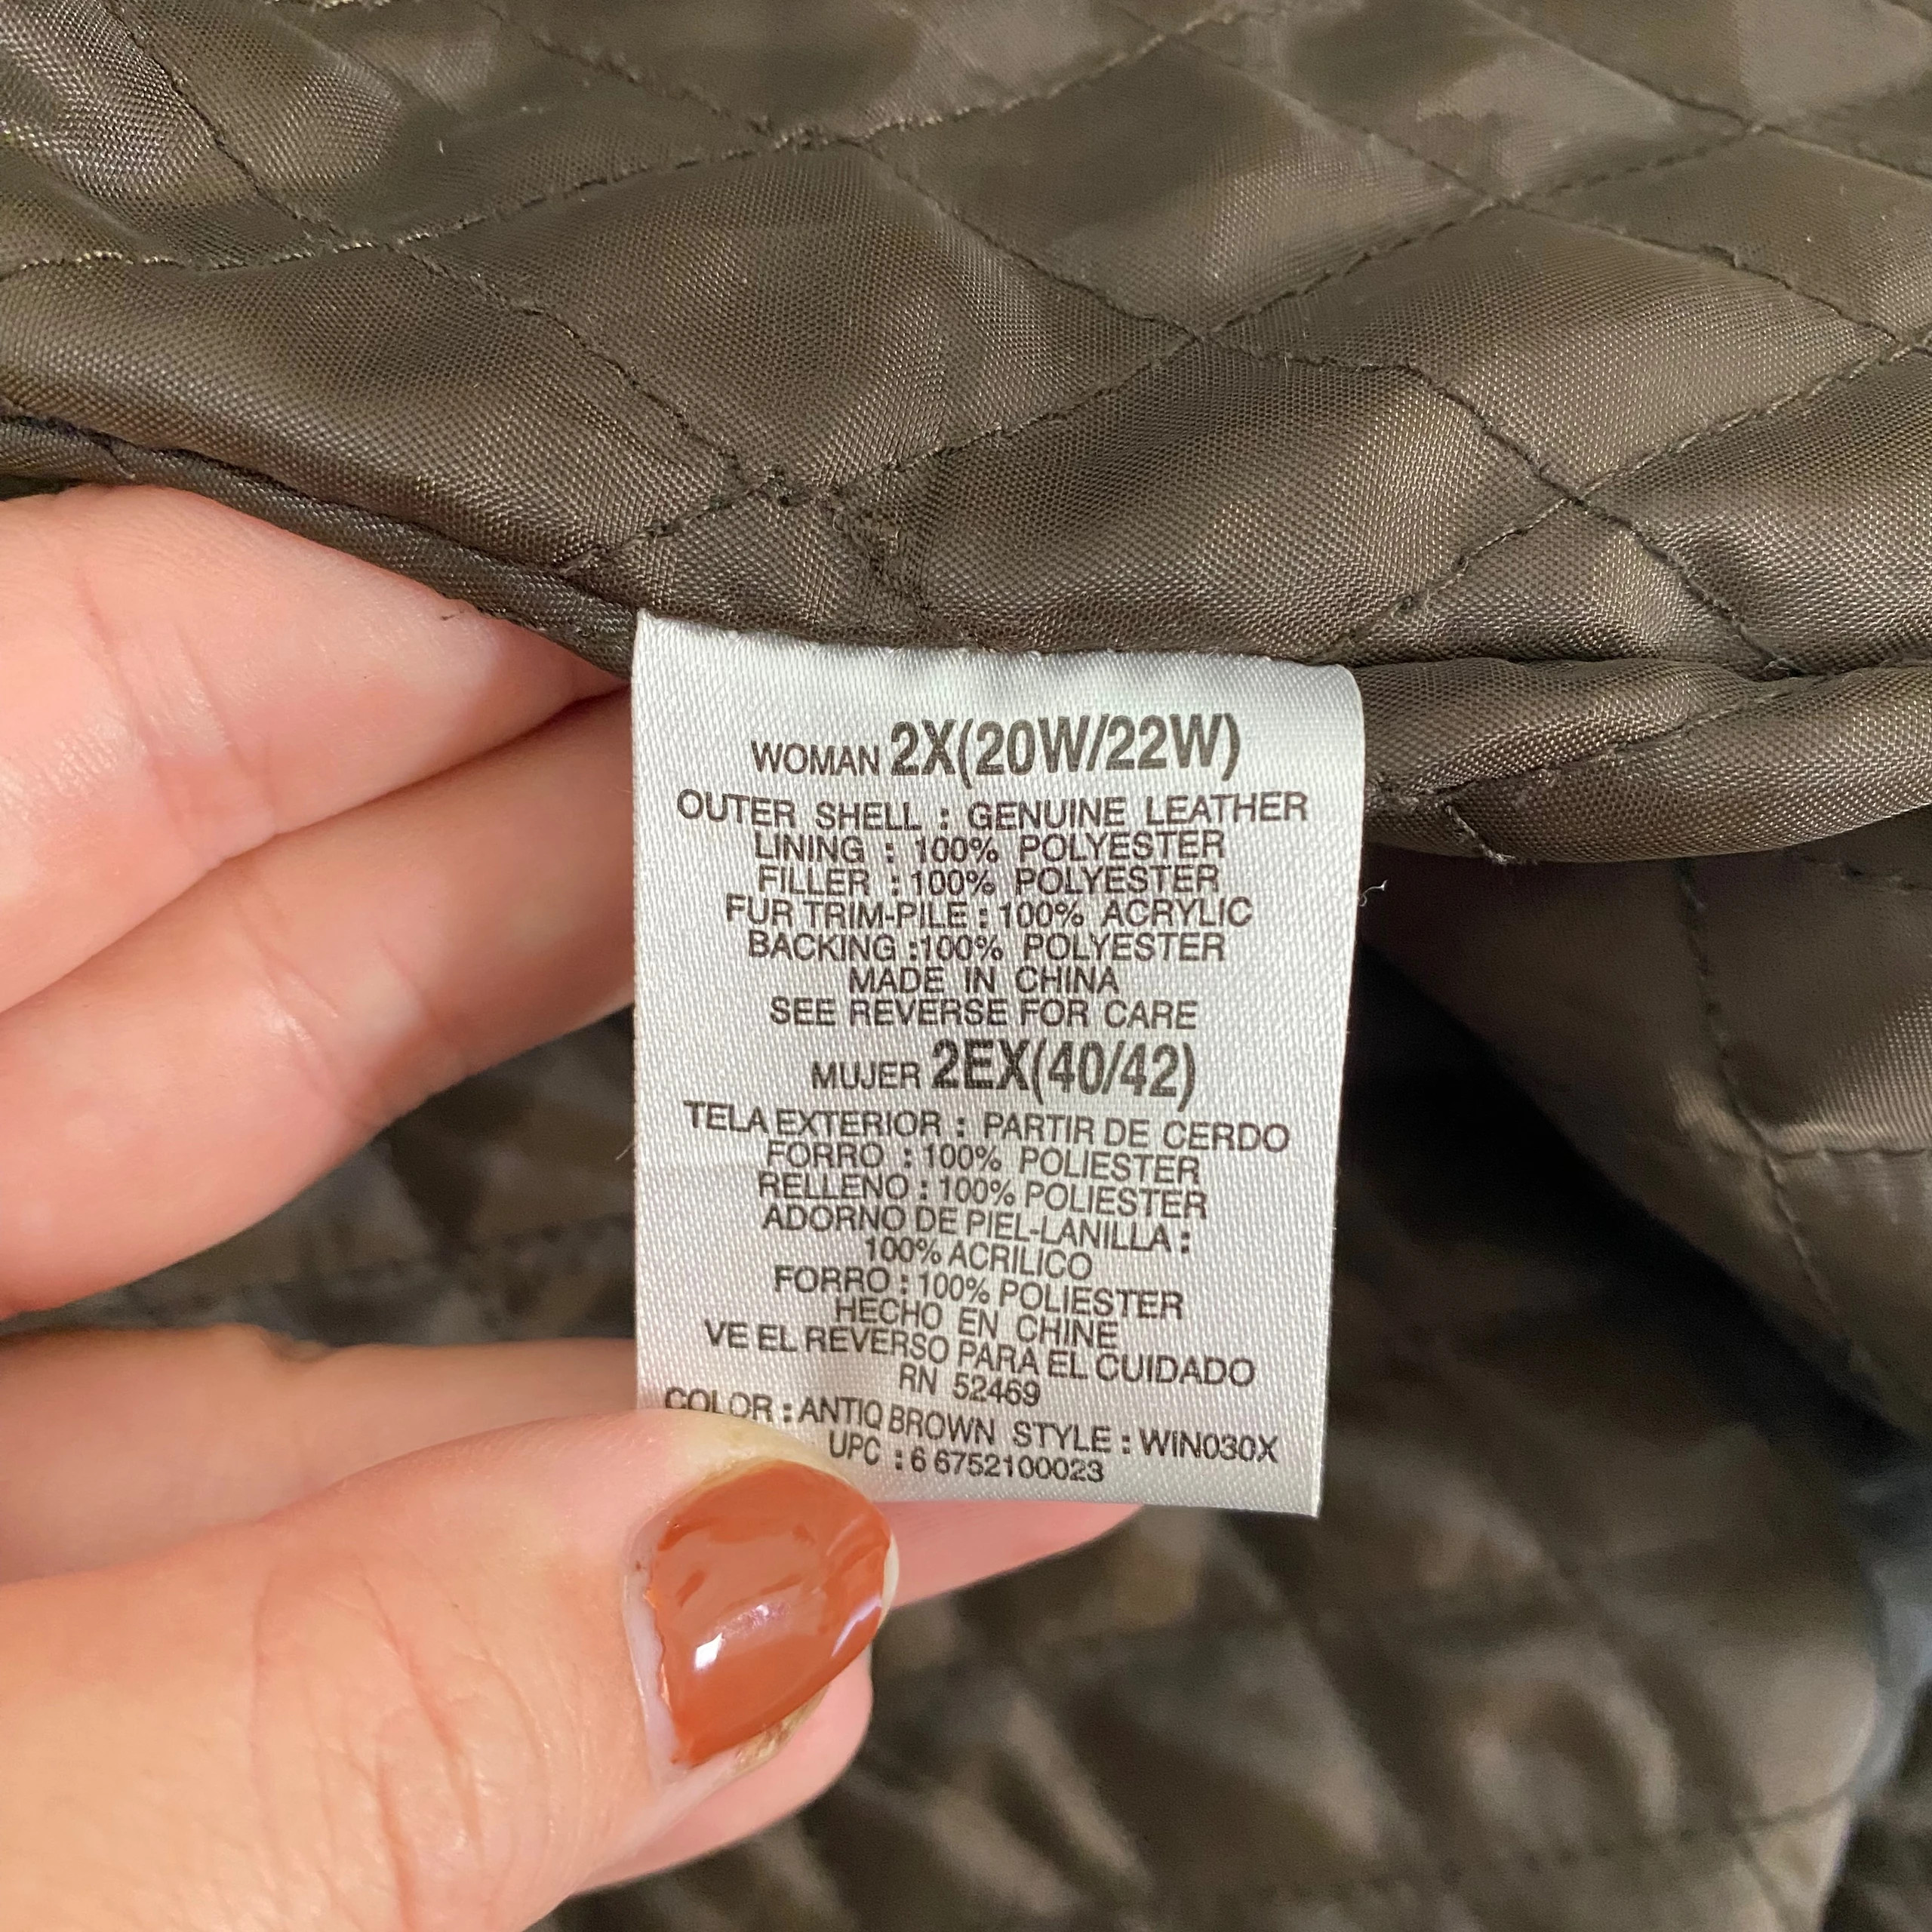 WOMAN 2X(20W/22W)
OUTER SHELL : GENUINE LEATHER
LINING : 100% POLYESTER
FILLER : 100% POLYESTER
FUR TRIM-PILE : 100% ACRYLIC
BACKING :100% POLYESTER
MADE IN CHINA
SEE REVERSE FOR CARE
MUJER 2EX(40/42)
TELA EXTERIOR : PARTIR DE CERDO
FORRO : 100% POLIESTER
RELLENO : 100% POLIESTER
ADORNO DE PIEL-LANILLA :
100% ACRILICO
FORRO : 100% POLIESTER
HECHO EN CHINE
VE EL REVERSO PARA EL CUIDADO
RN 52469
COLOR : ANTIQ BROWN STYLE : WIN030X
UPC : 6 6752100023